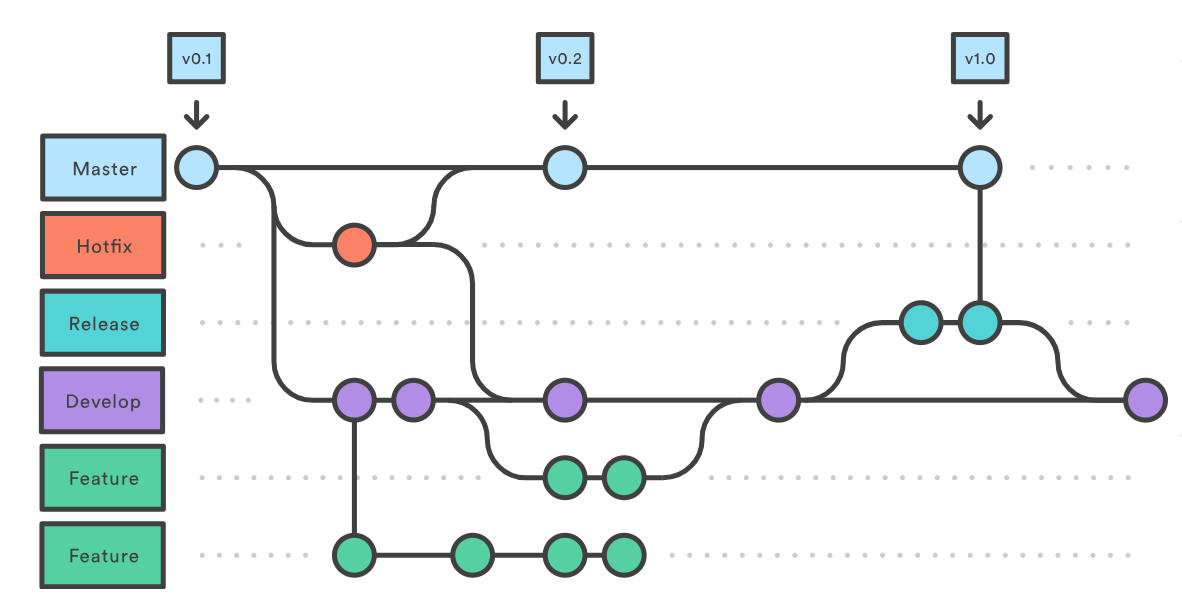 v0.1
v0.2
v1.0
Master
Hotfix
Release
Develop
Feature
Feature